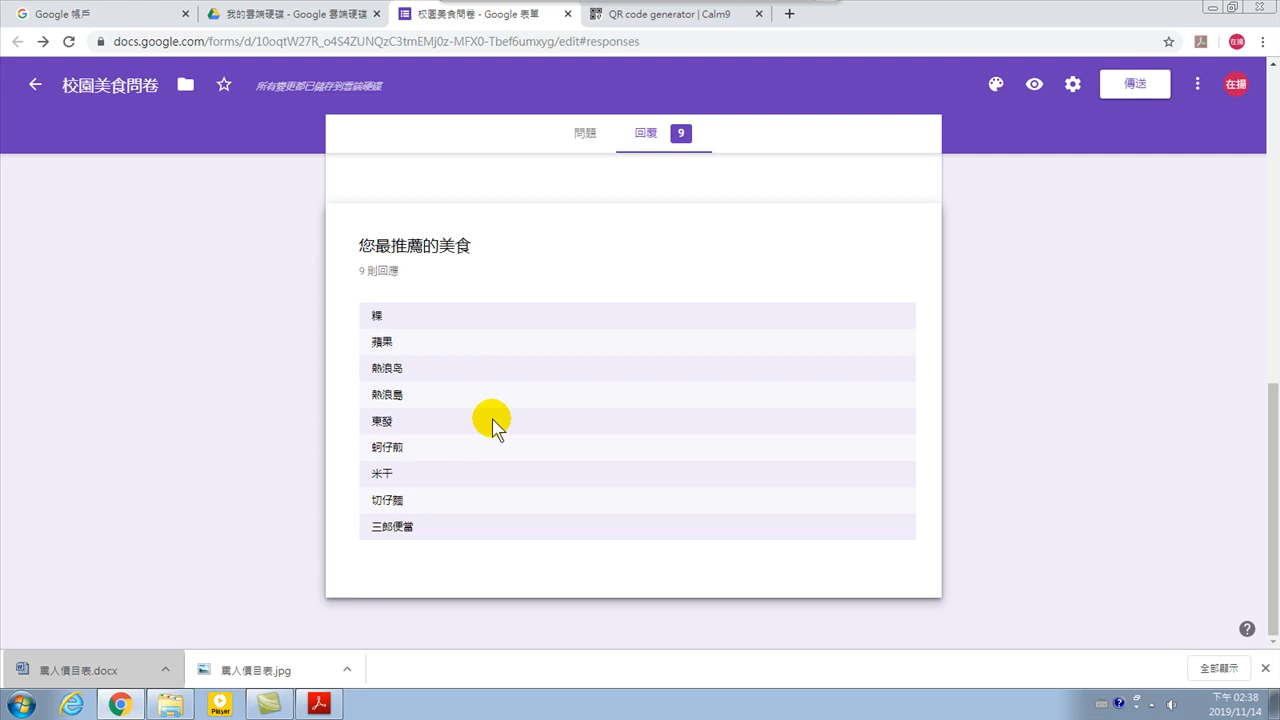 Google 帳戶
我的雲端硬碟 - Google 雲端硬碟
校園美食問卷 - Google 表單
QR code generator | Calm9
docs.google.com/forms/d/10oqtW27R_o4S4ZUNQzC3tmEMj0z-MFX0-Tbef6umxyg/edit#responses
在揚
校園美食問卷
所有變更都已儲存到雲端硬碟
傳送
在揚
問題
回覆 9
您最推薦的美食
9 則回應
粿
蘋果
熱浪岛
熱浪島
東發
蚵仔煎
米干
切仔麵
三郎便當
罵人價目表.docx
罵人價目表.jpg
全部顯示
Player
下午 02:38
2019/11/14